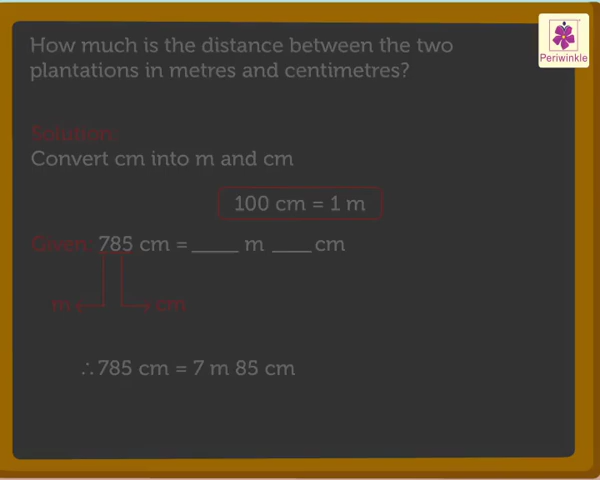 How much is the distance between the two
plantations in metres and centimetres?
Periwinkle
Solution:
Convert cm into m and cm
100 cm = 1 m
Given: 785 cm = _____ m ____ cm
m cm
∴ 785 cm = 7 m 85 cm